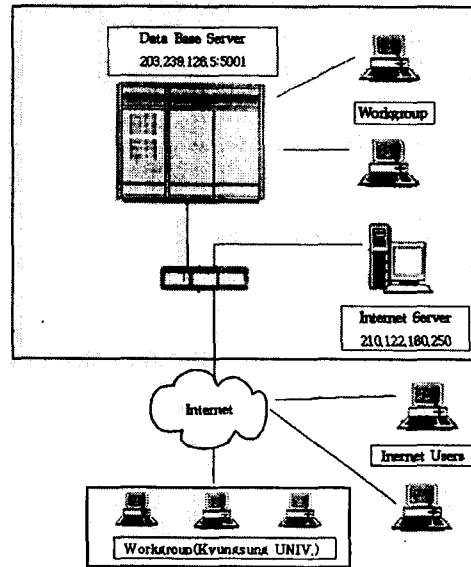 Data Base Server
203,239,128,5:5001
Workgroup
Internet Server
210,122,180,250
Internet
Inernet Users
Workgroup(Kyungsung UNIV.)